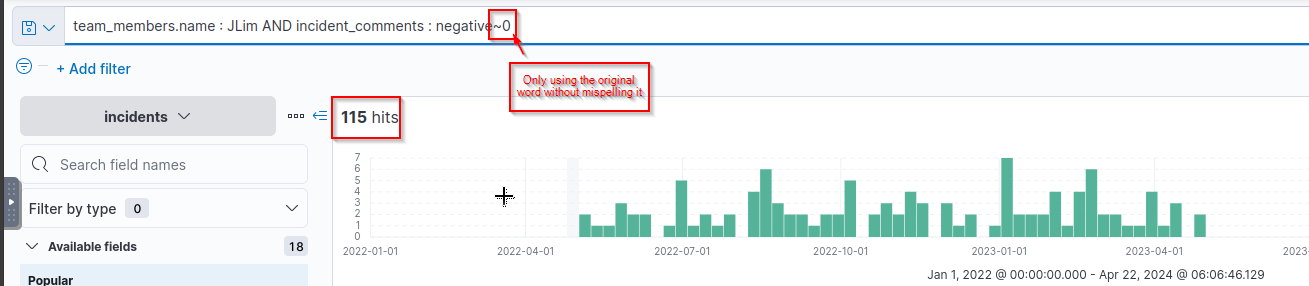 team_members.name : JLim AND incident_comments : negative~0
+ Add filter
Only using the original
word without mispelling it
incidents
115 hits
Search field names
Filter by type 0
Available fields 18
Popular
7
6
5
4
3
2
1
0
2022-01-01 2022-04-01 2022-07-01 2022-10-01 2023-01-01 2023-04-01 2023-
Jan 1, 2022 @ 00:00:00.000 - Apr 22, 2024 @ 06:06:46.129